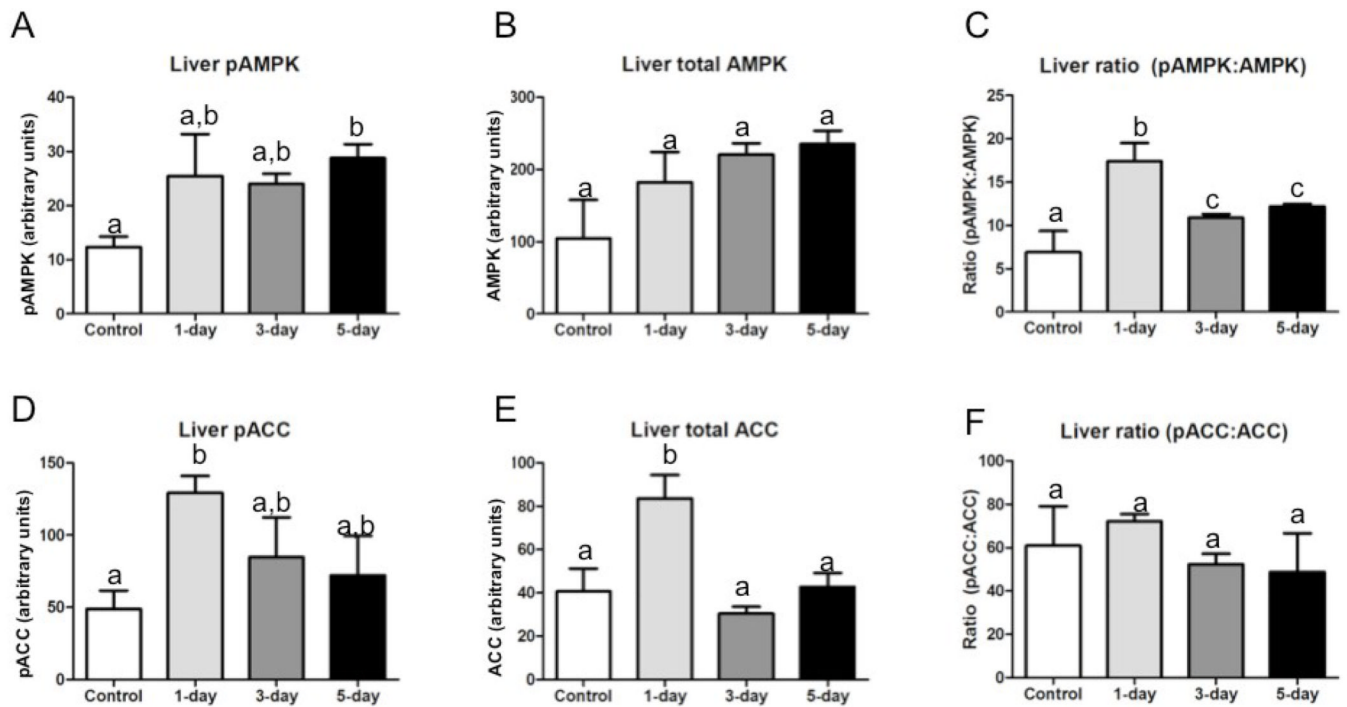 A
Liver pAMPK
pAMPK (arbitrary units)
40
30
20
10
0
a
a,b
a,b
b
Control 1-day 3-day 5-day
B
Liver total AMPK
AMPK (arbitrary units)
300
200
100
0
a
a
a
a
Control 1-day 3-day 5-day
C
Liver ratio (pAMPK:AMPK)
Ratio (pAMPK:AMPK)
25
20
15
10
5
0
a
b
c
c
Control 1-day 3-day 5-day
D
Liver pACC
pACC (arbitrary units)
150
100
50
0
a
b
a,b
a,b
Control 1-day 3-day 5-day
E
Liver total ACC
ACC (arbitrary units)
100
80
60
40
20
0
a
b
a
a
Control 1-day 3-day 5-day
F
Liver ratio (pACC:ACC)
Ratio (pACC:ACC)
100
80
60
40
20
0
a
a
a
a
Control 1-day 3-day 5-day